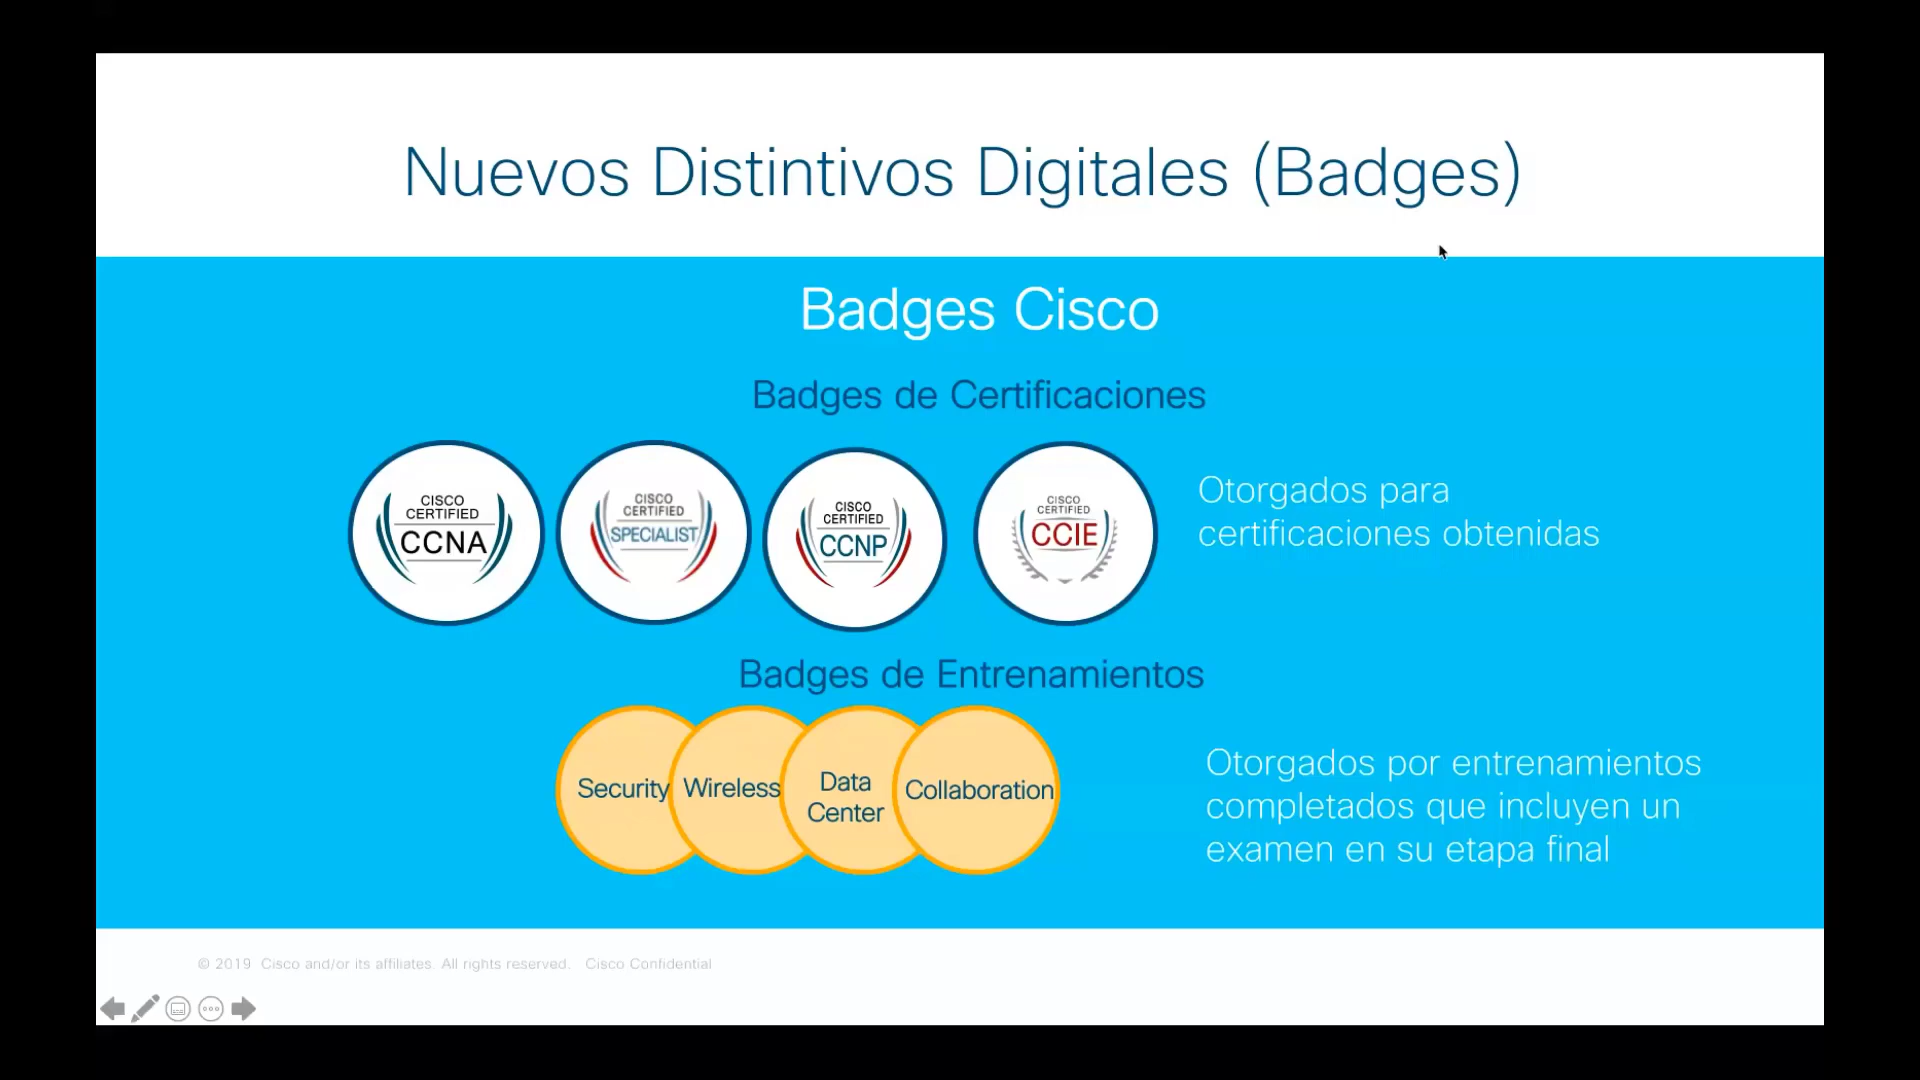 Nuevos Distintivos Digitales (Badges)
Badges Cisco
Badges de Certificaciones
CISCO
CERTIFIED
CCNA
CISCO
CERTIFIED
SPECIALIST
CISCO
CERTIFIED
CCNP
CISCO
CERTIFIED
CCIE
Otorgados para
certificaciones obtenidas
Badges de Entrenamientos
Security
Wireless
Data
Center
Collaboration
Otorgados por entrenamientos
completados que incluyen un
examen en su etapa final
© 2019 Cisco and/or its affiliates. All rights reserved. Cisco Confidential